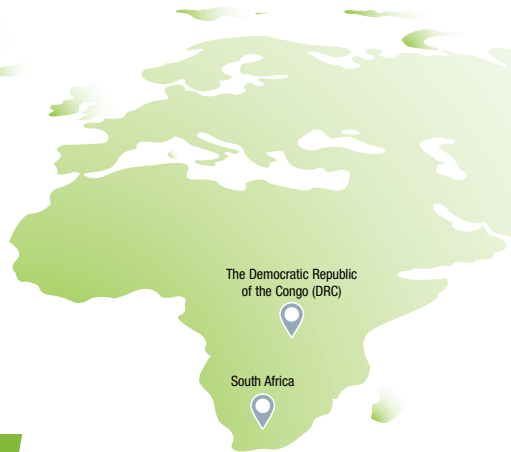 The Democratic Republic
of the Congo (DRC)
South Africa